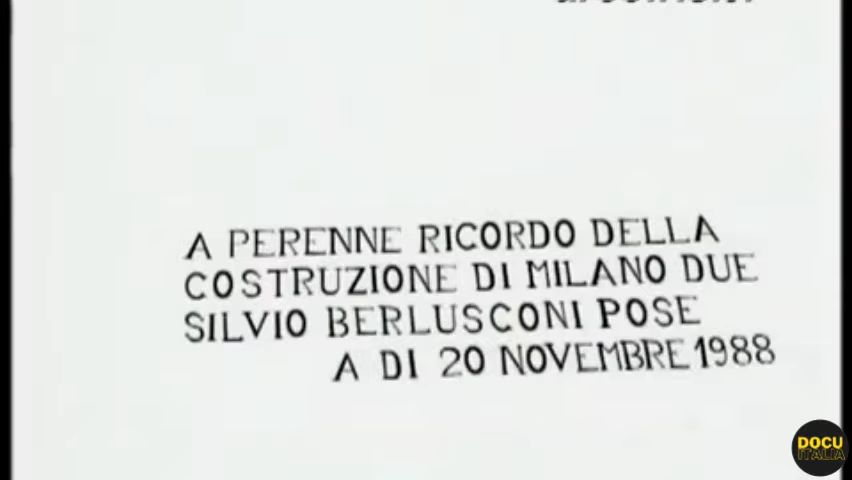 A PERENNE RICORDO DELLA
COSTRUZIONE DI MILANO DUE
SILVIO BERLUSCONI POSE
A DI 20 NOVEMBRE 1988
DOCU
ITALIA